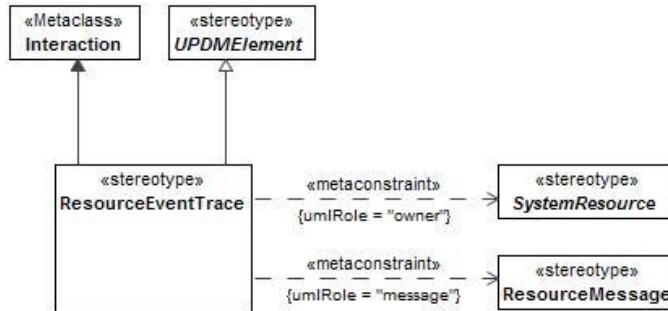 «Metaclass»
Interaction
«stereotype»
UPDMElement
«stereotype»
ResourceEventTrace
«metaconstraint»
{umlRole = "owner"}
«stereotype»
SystemResource
«metaconstraint»
{umlRole = "message"}
«stereotype»
ResourceMessage